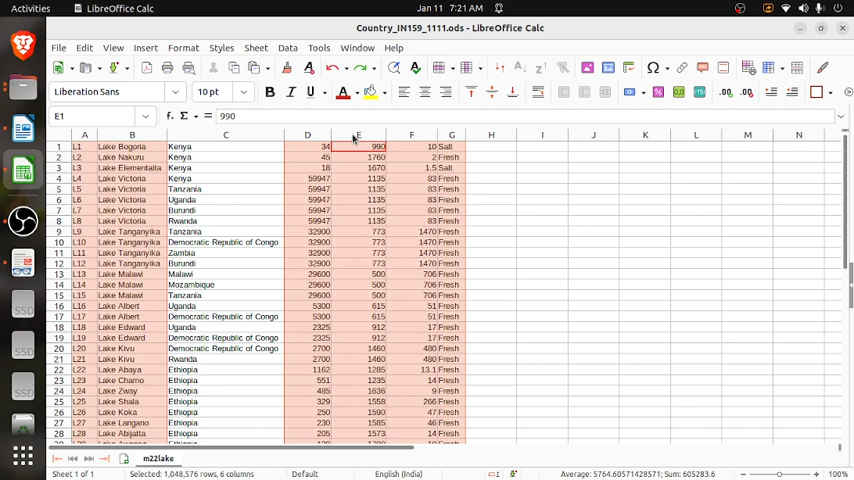 Activities LibreOffice Calc Jan 11 7:21 AM
Country_IN159_1111.ods - LibreOffice Calc
File Edit View Insert Format Styles Sheet Data Tools Window Help
Liberation Sans 10 pt
E1 990
A B C D E F G H I J K L M N
1 L1 Lake Bogoria Kenya 34 990 10 Salt
2 L2 Lake Nakuru Kenya 45 1760 2 Fresh
3 L3 Lake Elementaita Kenya 18 1670 1.5 Salt
4 L4 Lake Victoria Kenya 59947 1135 83 Fresh
5 L5 Lake Victoria Tanzania 59947 1135 83 Fresh
6 L6 Lake Victoria Uganda 59947 1135 83 Fresh
7 L7 Lake Victoria Burundi 59947 1135 83 Fresh
8 L8 Lake Victoria Rwanda 59947 1135 83 Fresh
9 L9 Lake Tanganyika Tanzania 32900 773 1470 Fresh
10 L10 Lake Tanganyika Democratic Republic of Congo 32900 773 1470 Fresh
11 L11 Lake Tanganyika Zambia 32900 773 1470 Fresh
12 L12 Lake Tanganyika Burundi 32900 773 1470 Fresh
13 L13 Lake Malawi Malawi 29600 500 706 Fresh
14 L14 Lake Malawi Mozambique 29600 500 706 Fresh
15 L15 Lake Malawi Tanzania 29600 500 706 Fresh
16 L16 Lake Albert Uganda 5300 615 51 Fresh
17 L17 Lake Albert Democratic Republic of Congo 5300 615 51 Fresh
18 L18 Lake Edward Uganda 2325 912 17 Fresh
19 L19 Lake Edward Democratic Republic of Congo 2325 912 17 Fresh
20 L20 Lake Kivu Democratic Republic of Congo 2700 1460 480 Fresh
21 L21 Lake Kivu Rwanda 2700 1460 480 Fresh
22 L22 Lake Abaya Ethiopia 1162 1285 13.1 Fresh
23 L23 Lake Chamo Ethiopia 551 1235 14 Fresh
24 L24 Lake Zway Ethiopia 485 1636 9 Fresh
25 L25 Lake Shala Ethiopia 329 1558 266 Fresh
26 L26 Lake Koka Ethiopia 250 1590 47 Fresh
27 L27 Lake Langano Ethiopia 230 1585 46 Fresh
28 L28 Lake Abijatta Ethiopia 205 1573 14 Fresh
m22lake
Sheet 1 of 1 Selected: 1,048,576 rows, 6 columns Default English (India) Average: 5764.60571428571; Sum: 605283.6 100%